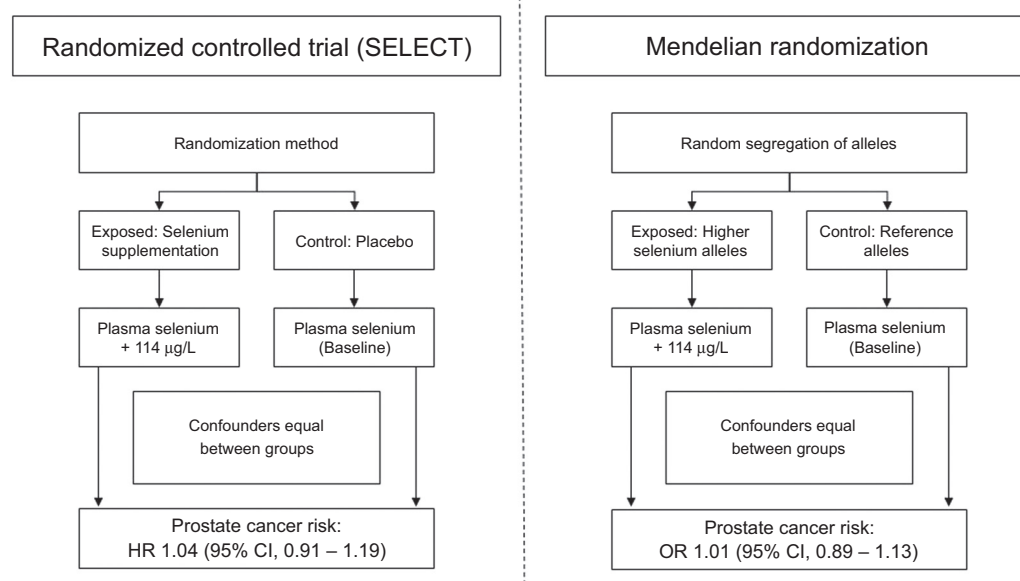 Randomized controlled trial (SELECT)
Randomization method
Exposed: Selenium
supplementation
Control: Placebo
Plasma selenium
+ 114 µg/L
Plasma selenium
(Baseline)
Confounders equal
between groups
Prostate cancer risk:
HR 1.04 (95% CI, 0.91 – 1.19)
Mendelian randomization
Random segregation of alleles
Exposed: Higher
selenium alleles
Control: Reference
alleles
Plasma selenium
+ 114 µg/L
Plasma selenium
(Baseline)
Confounders equal
between groups
Prostate cancer risk:
OR 1.01 (95% CI, 0.89 – 1.13)